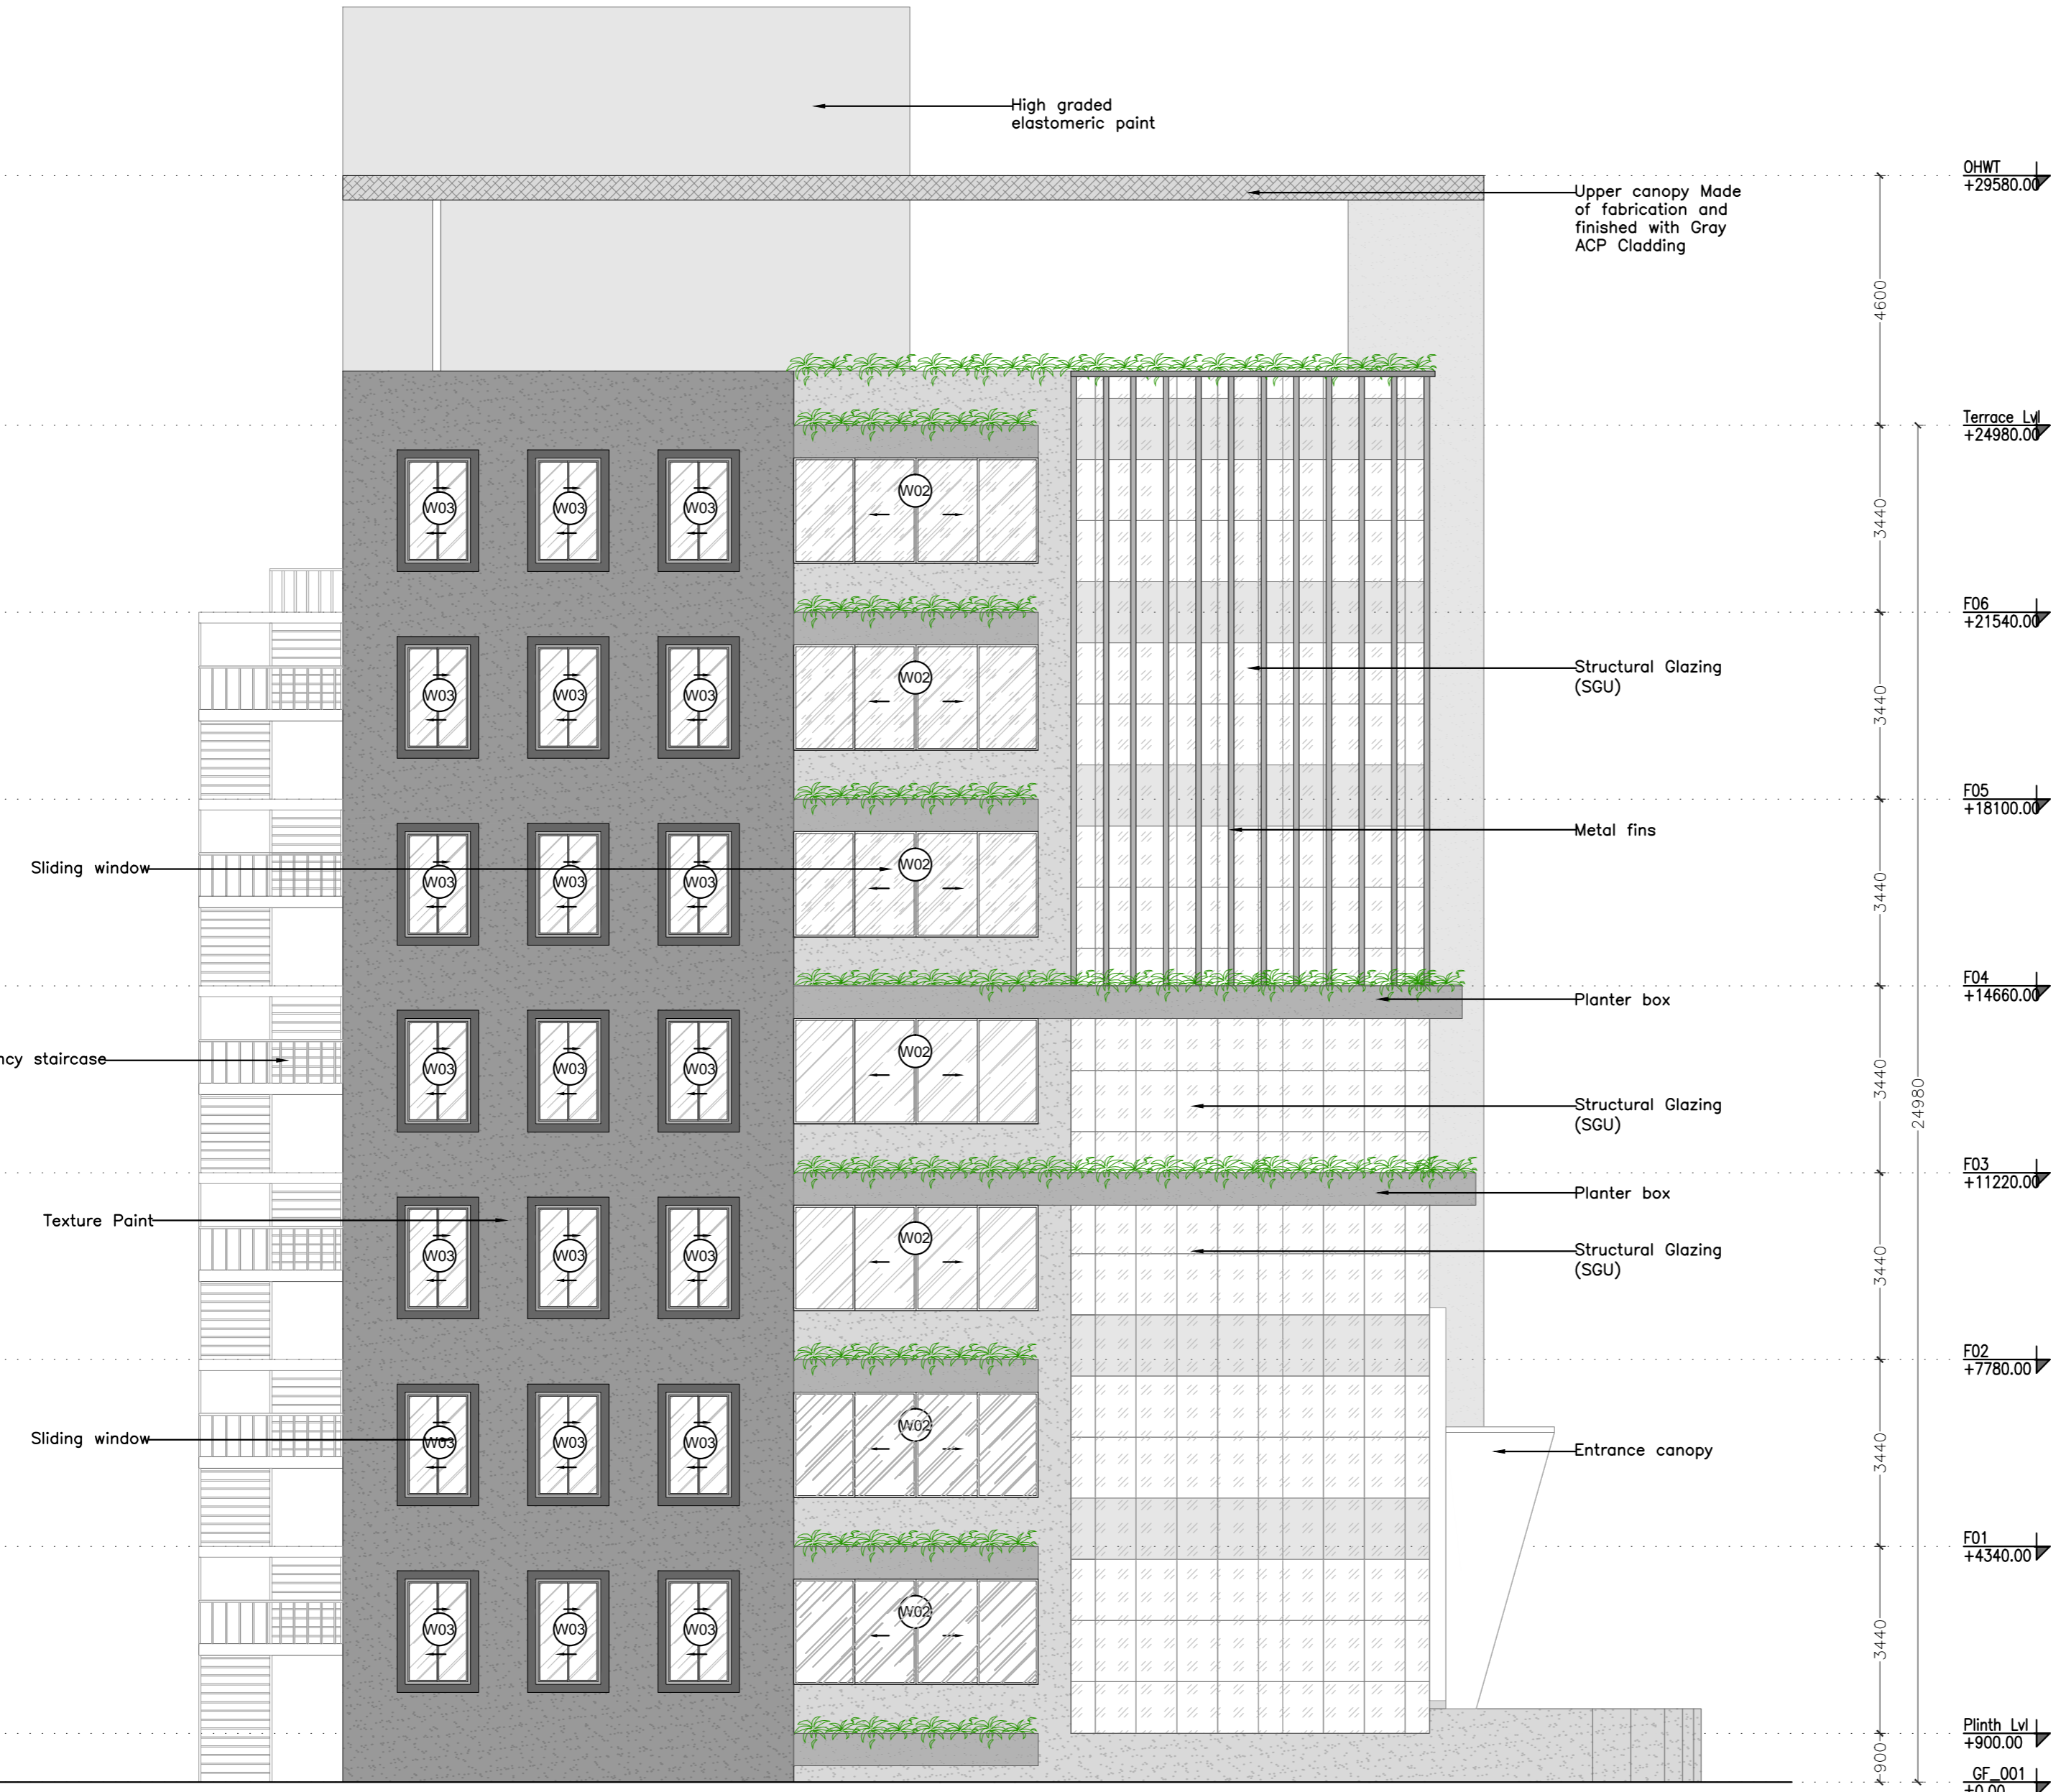 High graded
elastomeric paint
OHWT
+29580.00
Upper canopy Made
of fabrication and
finished with Gray
ACP Cladding
4600
Terrace Lvl
+24980.00
W03 W03 W03 W02
3440
F06
+21540.00
Structural Glazing
(SGU)
W03 W03 W03 W02
3440
F05
+18100.00
Metal fins
Sliding window
W03 W03 W03 W02
3440
F04
+14660.00
Planter box
ncy staircase
W03 W03 W03 W02
3440
24980
Structural Glazing
(SGU)
F03
+11220.00
Planter box
Texture Paint
W03 W03 W03 W02
3440
Structural Glazing
(SGU)
F02
+7780.00
Sliding window
W03 W03 W03 W02
3440
Entrance canopy
F01
+4340.00
W03 W03 W03 W02
3440
Plinth Lvl
+900.00
900
GF_001
+0.00